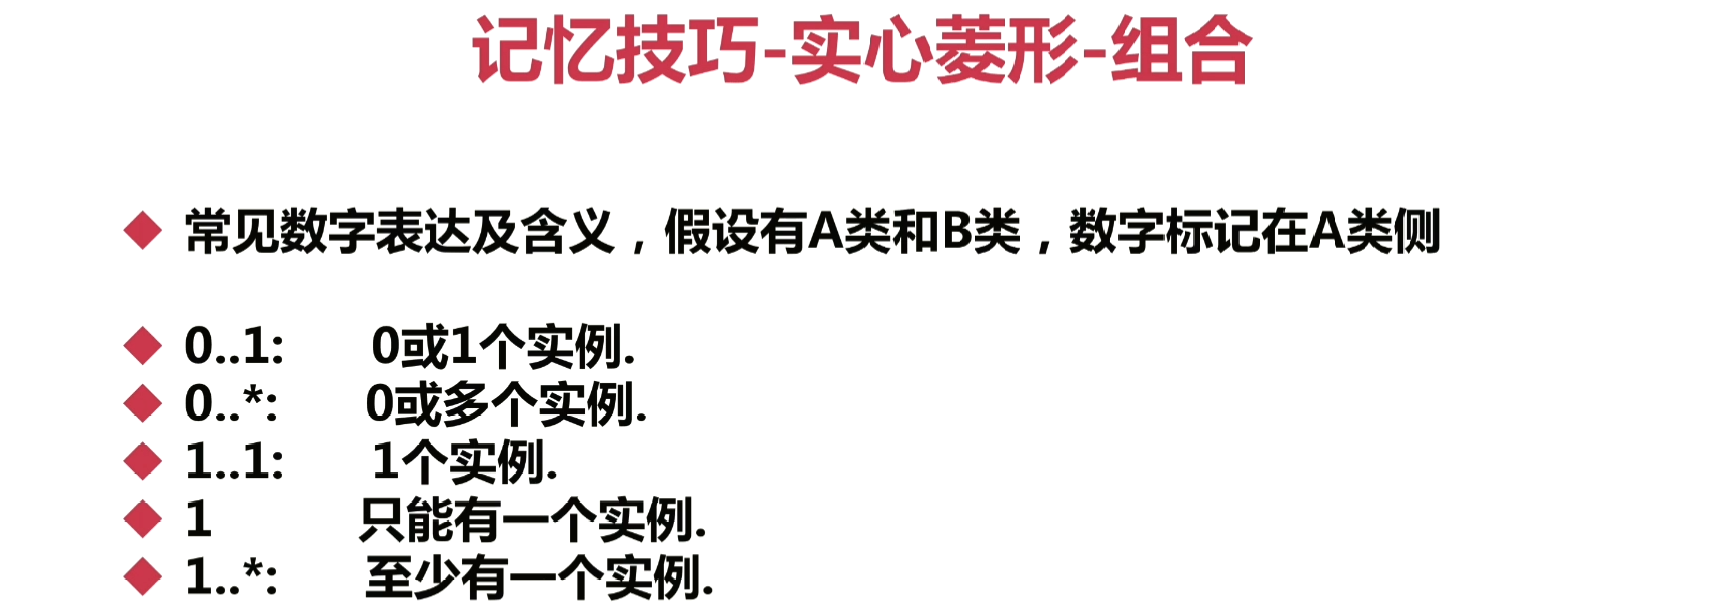 记忆技巧-实心菱形-组合
常见数字表达及含义，假设有A类和B类，数字标记在A类侧
0..1: 0或1个实例.
0..*: 0或多个实例.
1..1: 1个实例.
1 只能有一个实例.
1..*: 至少有一个实例.